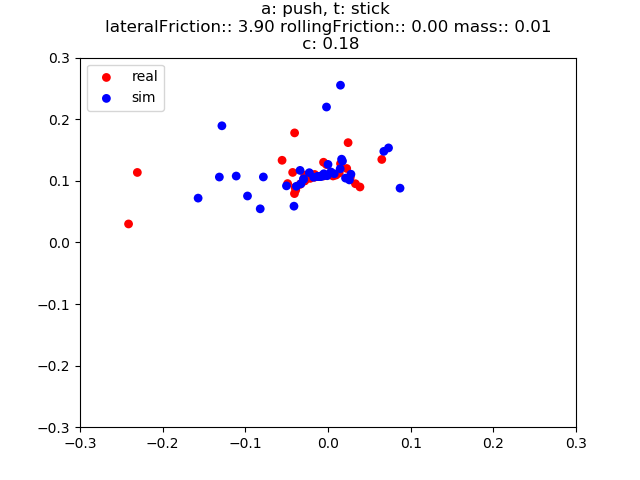 a: push, t: stick
lateralFriction:: 3.90 rollingFriction:: 0.00 mass:: 0.01
c: 0.18
real
sim
0.3
0.2
0.1
0.0
−0.1
−0.2
−0.3
−0.3 −0.2 −0.1 0.0 0.1 0.2 0.3